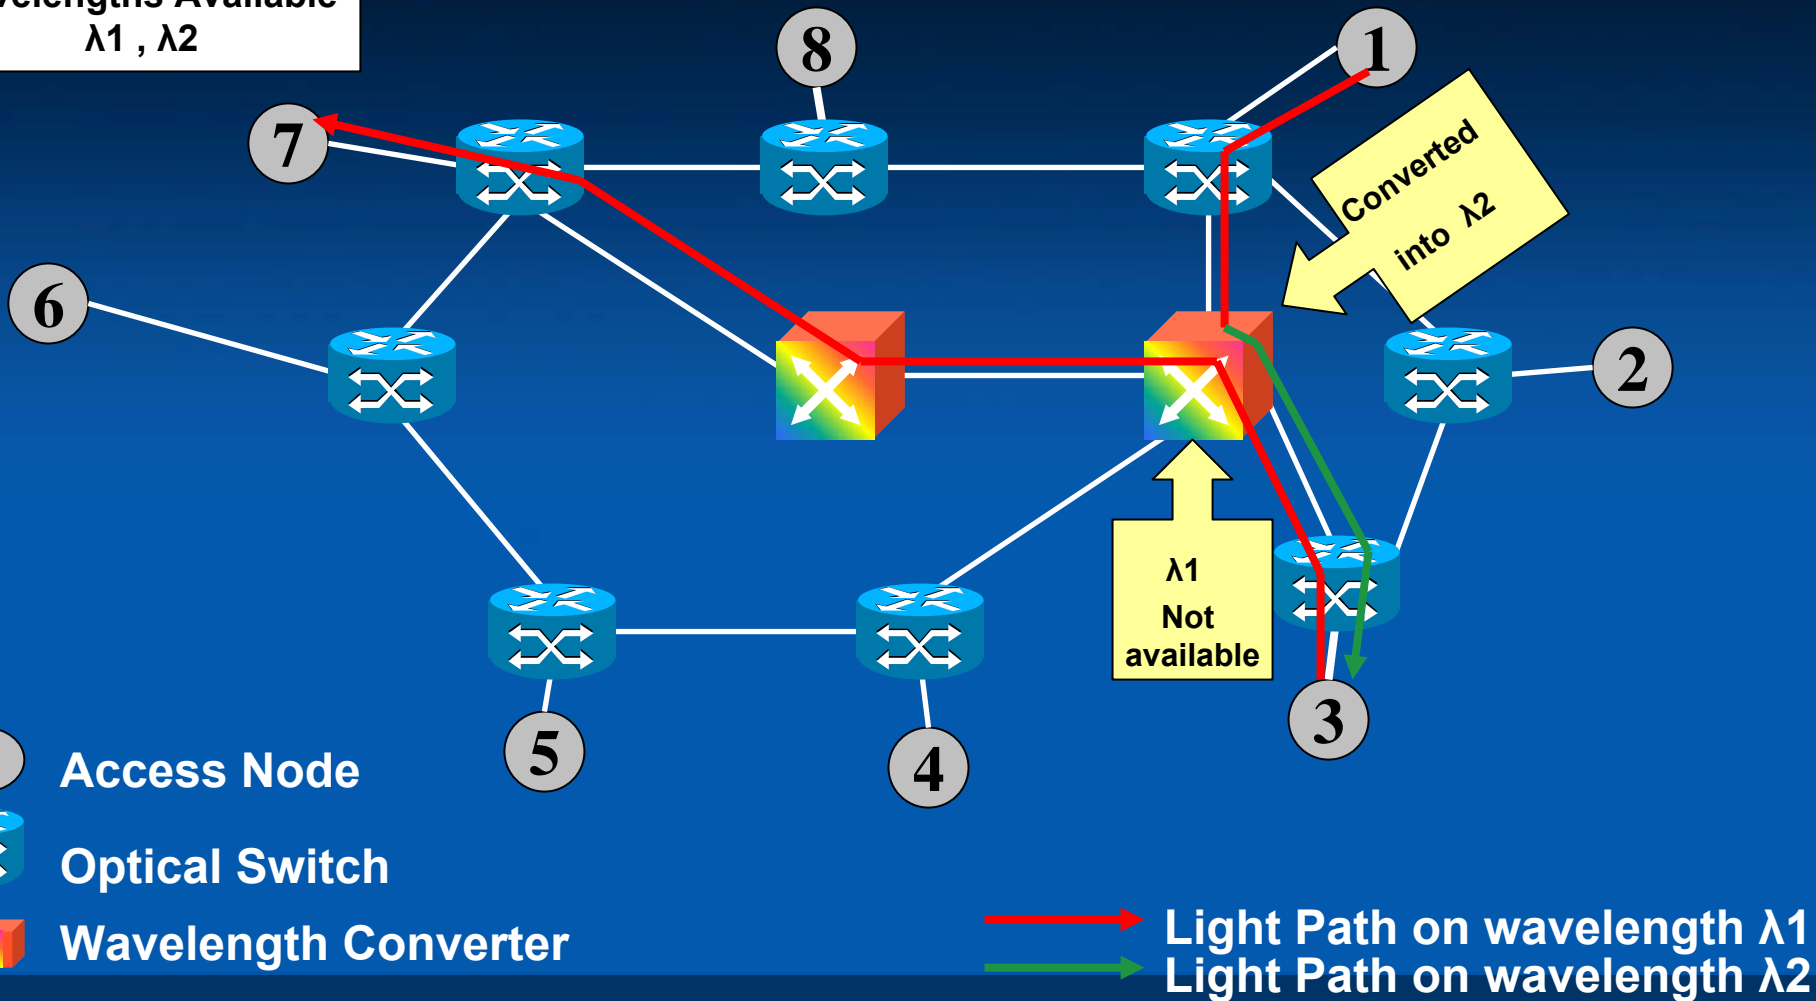 λ1 , λ2
8
1
7
Converted
into λ2
6
2
λ1
Not
available
3
5
4
Access Node
Optical Switch
Wavelength Converter
Light Path on wavelength λ1
Light Path on wavelength λ2
Available